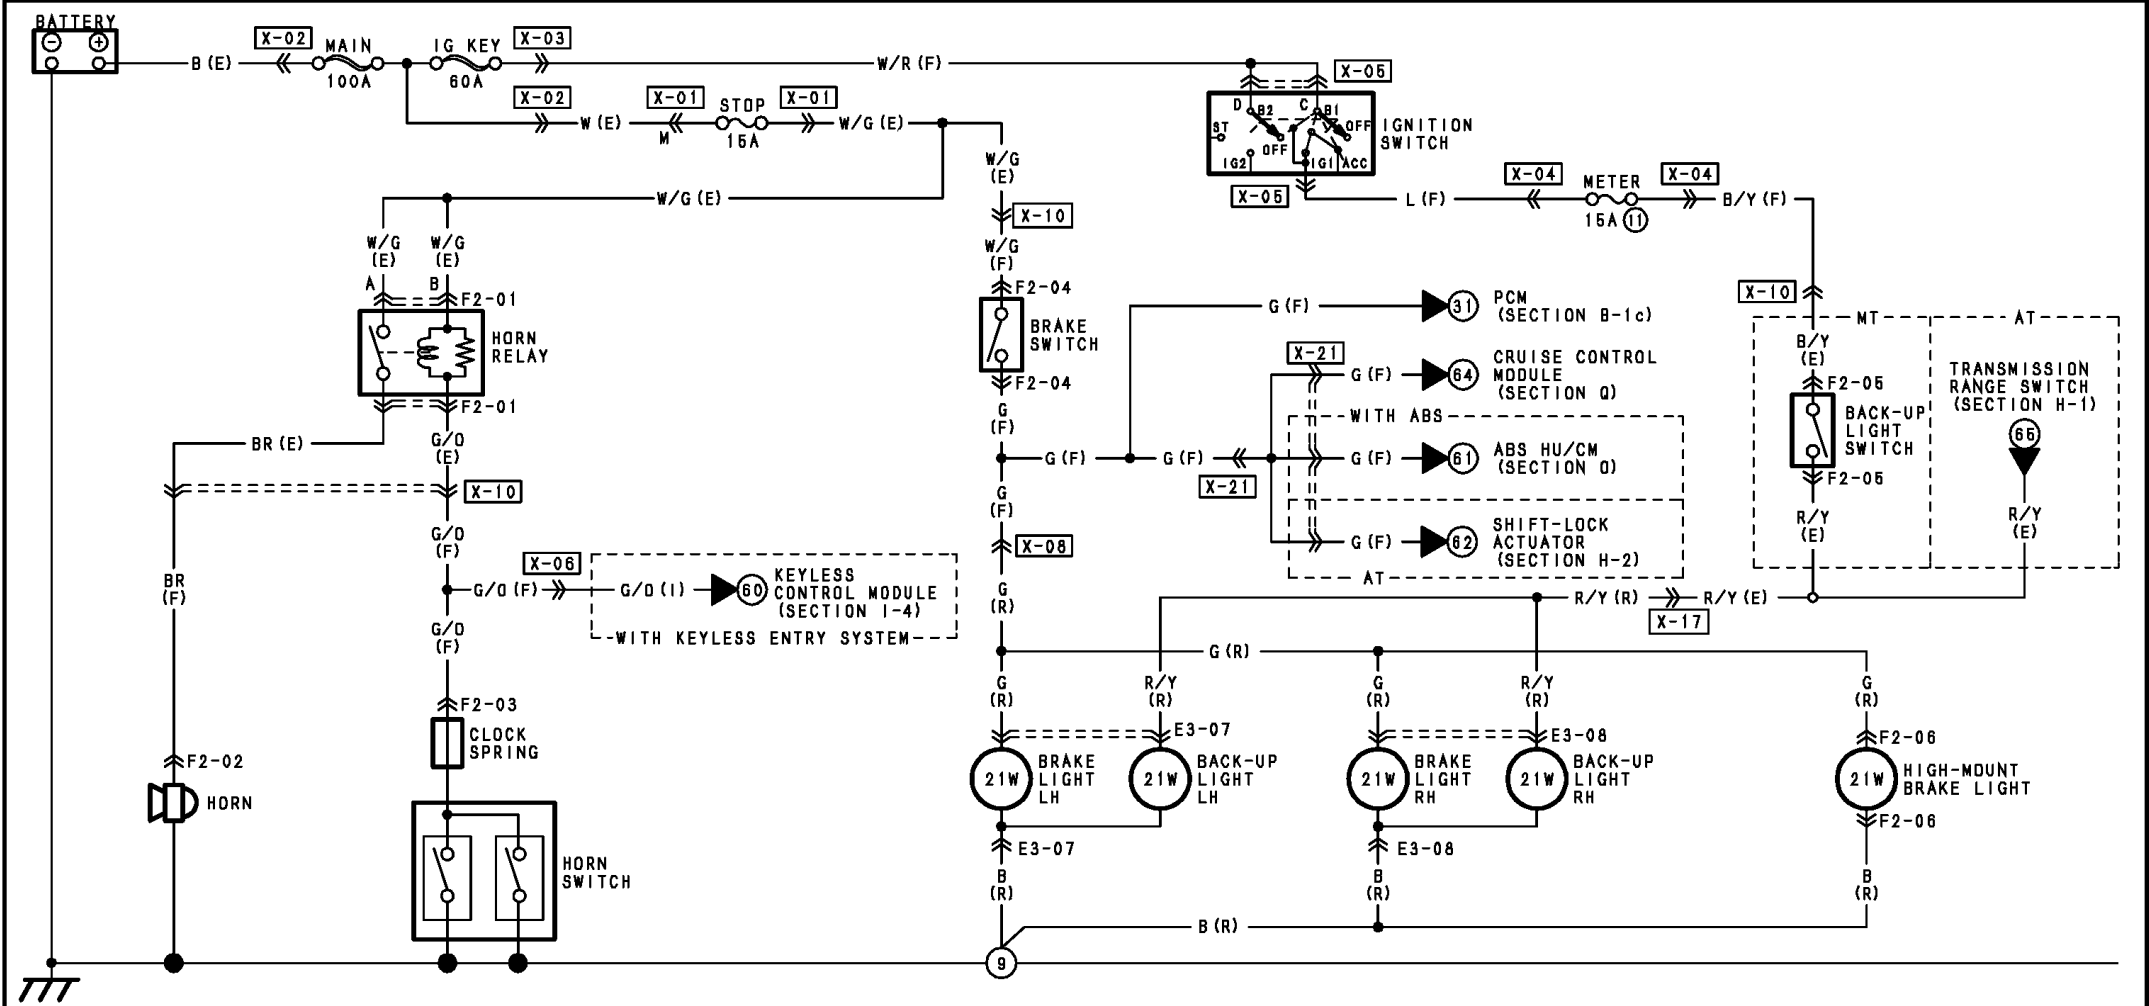 BATTERY
X-02
MAIN
IG KEY
X-03
B (E)
100A
60A
W/R (F)
X-05
X-02
X-01
STOP
X-01
W (E)
M
15A
W/G (E)
D
B2
C
B1
ST
OFF
OFF
IG2
IG1
ACC
IGNITION
SWITCH
X-05
L (F)
X-04
METER
15A 11
X-04
B/Y (F)
W/G
(E)
X-10
W/G
(F)
W/G (E)
W/G
(E)
W/G
(E)
A
B
F2-01
HORN
RELAY
F2-01
F2-04
BRAKE
SWITCH
F2-04
G
(F)
G (F)
31
PCM
(SECTION B-1c)
X-21
G (F)
64
CRUISE CONTROL
MODULE
(SECTION Q)
WITH ABS
G (F)
G (F)
X-21
G (F)
61
ABS HU/CM
(SECTION O)
G (F)
62
SHIFT-LOCK
ACTUATOR
(SECTION H-2)
AT
X-10
MT
AT
B/Y
(E)
F2-05
BACK-UP
LIGHT
SWITCH
F2-05
R/Y
(E)
TRANSMISSION
RANGE SWITCH
(SECTION H-1)
65
R/Y
(E)
BR (E)
G/O
(E)
X-10
G/O
(F)
BR
(F)
G/O (F)
X-06
G/O (I)
60
KEYLESS
CONTROL MODULE
(SECTION I-4)
WITH KEYLESS ENTRY SYSTEM
G/O
(F)
F2-03
CLOCK
SPRING
F2-02
HORN
HORN
SWITCH
G
(F)
X-08
G
(R)
R/Y (R)
X-17
R/Y (E)
G (R)
G
(R)
R/Y
(R)
G
(R)
R/Y
(R)
G
(R)
E3-07
E3-08
F2-06
21W
BRAKE
LIGHT
LH
21W
BACK-UP
LIGHT
LH
21W
BRAKE
LIGHT
RH
21W
BACK-UP
LIGHT
RH
21W
HIGH-MOUNT
BRAKE LIGHT
F2-06
E3-07
E3-08
B
(R)
B
(R)
B
(R)
B (R)
9